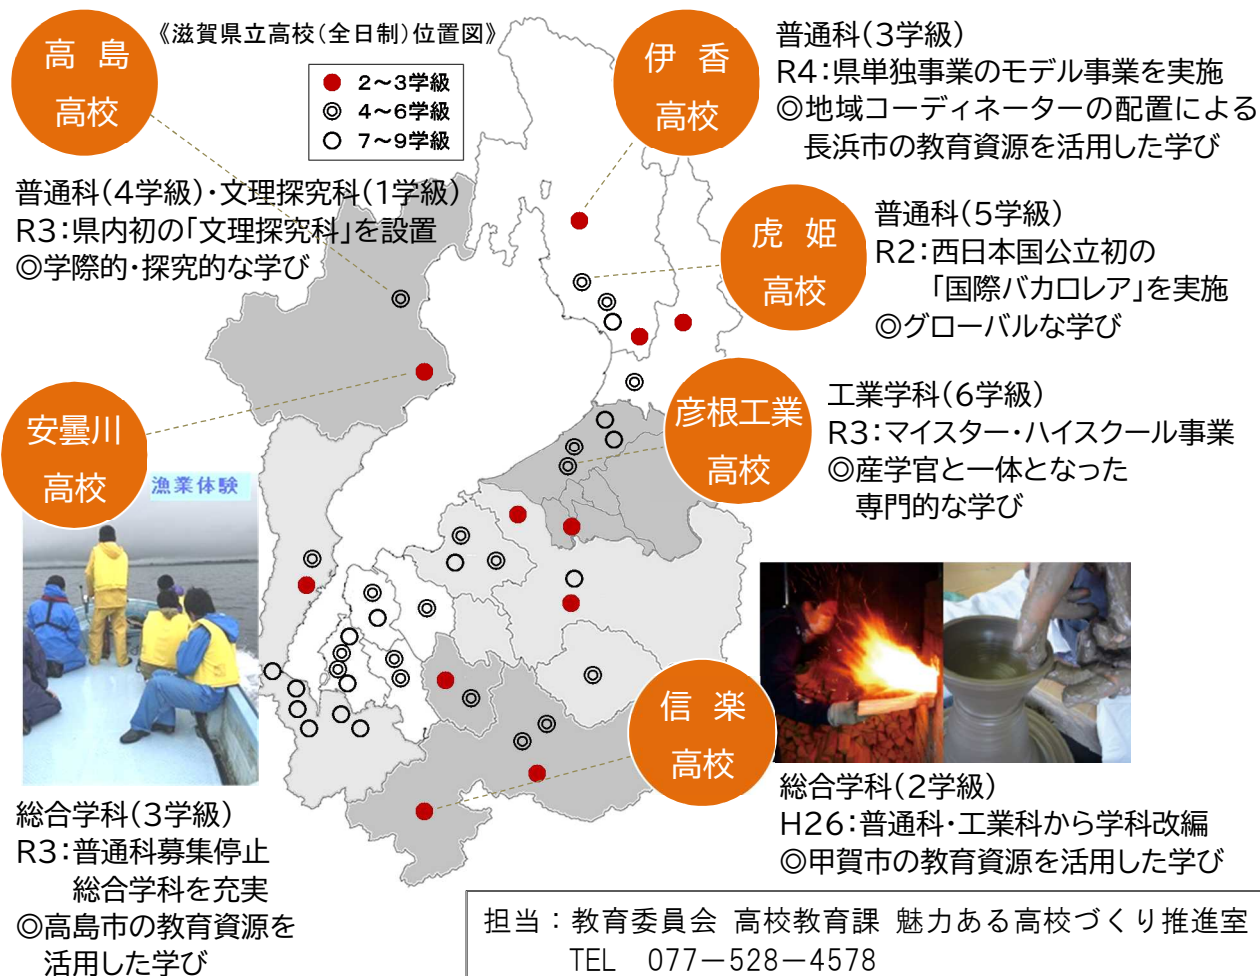 《滋賀県立高校(全日制)位置図》
2～3学級
4～6学級
7～9学級
高 島
高校
普通科(4学級)・文理探究科(1学級)
R3:県内初の「文理探究科」を設置
◎学際的・探究的な学び
伊 香
高校
普通科(3学級)
R4:県単独事業のモデル事業を実施
◎地域コーディネーターの配置による
長浜市の教育資源を活用した学び
虎 姫
高校
普通科(5学級)
R2:西日本国公立初の
「国際バカロレア」を実施
◎グローバルな学び
彦根工業
高校
工業学科(6学級)
R3:マイスター・ハイスクール事業
◎産学官と一体となった
専門的な学び
安曇川
高校
漁業体験
総合学科(3学級)
R3:普通科募集停止
総合学科を充実
◎高島市の教育資源を
活用した学び
信 楽
高校
総合学科(2学級)
H26:普通科・工業科から学科改編
◎甲賀市の教育資源を活用した学び
担当：教育委員会 高校教育課 魅力ある高校づくり推進室
TEL 077－528－4578